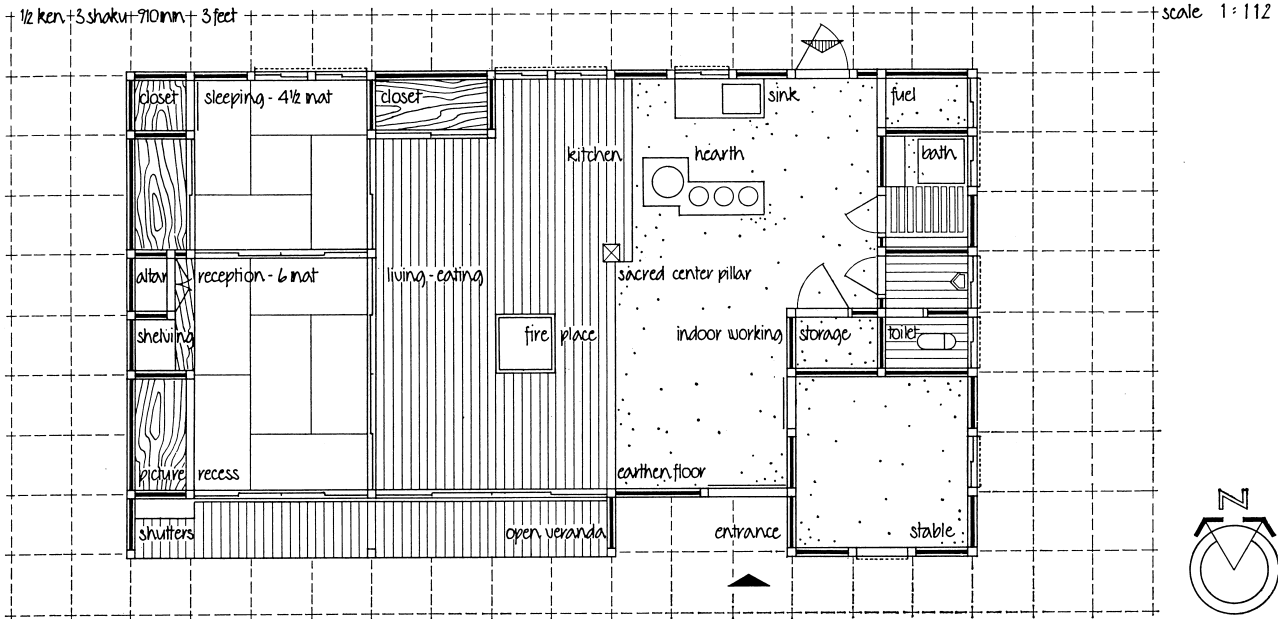 1/2 ken - 3 shaku - 910 mm - 3 feet
scale 1 : 112
closet
sleeping - 4½ mat
closet
sink
fuel
kitchen
hearth
bath
altar
reception - 6 mat
living - eating
sacred center pillar
shelving
fire place
indoor working
storage
toilet
picture recess
earthen floor
shutters
open veranda
entrance
stable
N